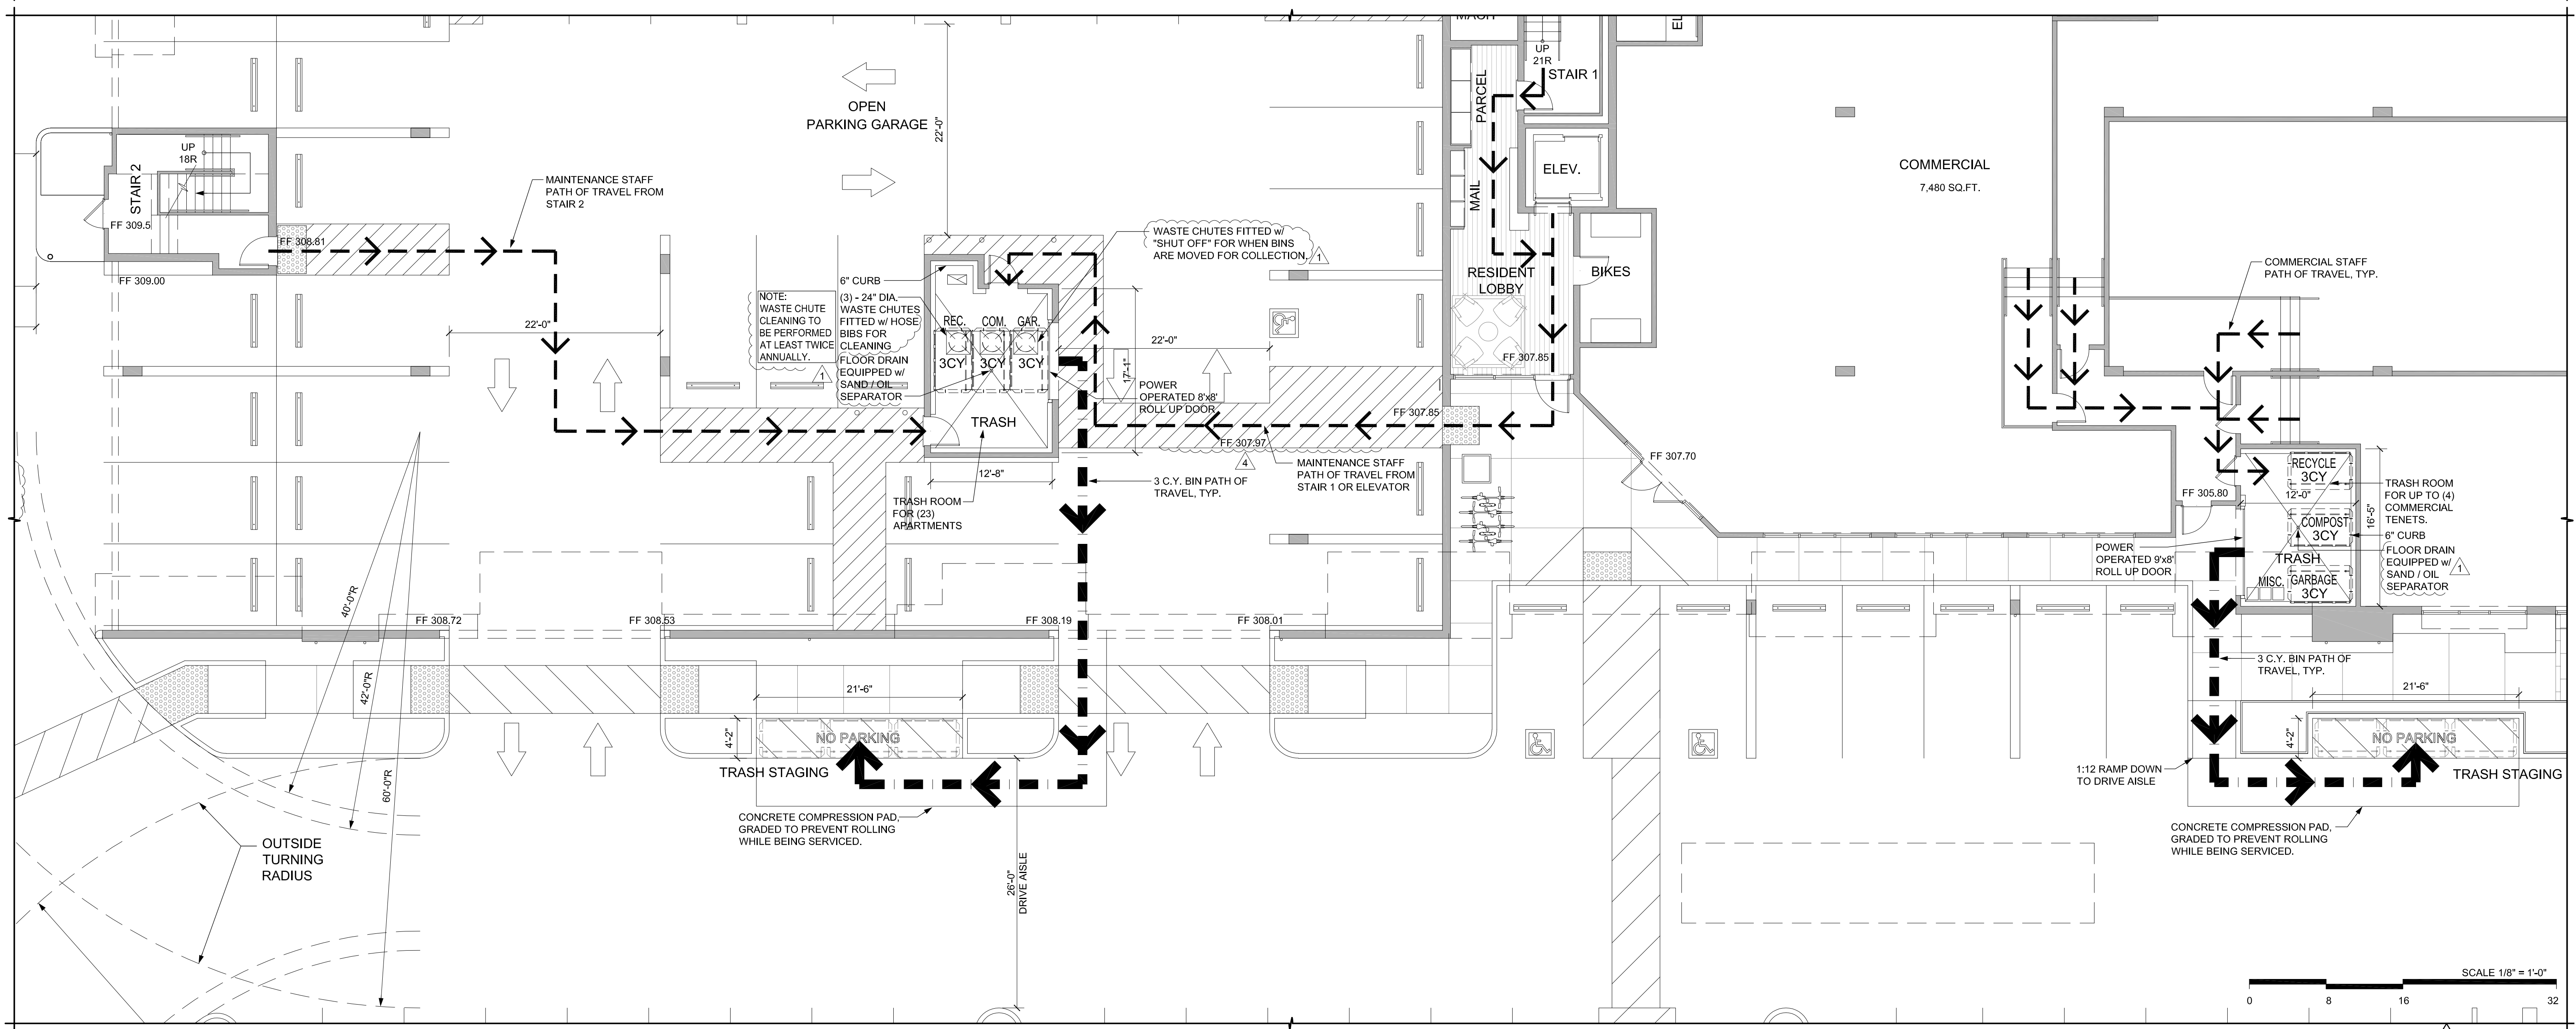 MACH
UP
21R
STAIR 1
PARCEL
MAIL
ELEV.
RESIDENT
LOBBY
BIKES
FF 307.85
OPEN
PARKING GARAGE
22'-0"
UP
18R
STAIR 2
FF 309.5
FF 308.81
FF 309.00
MAINTENANCE STAFF
PATH OF TRAVEL FROM
STAIR 2
22'-0"
NOTE:
WASTE CHUTE
CLEANING TO
BE PERFORMED
AT LEAST TWICE
ANNUALLY.
1
6" CURB
(3) - 24" DIA.
WASTE CHUTES
FITTED w/ HOSE
BIBS FOR
CLEANING
FLOOR DRAIN
EQUIPPED w/
SAND / OIL
SEPARATOR
REC. COM. GAR.
3CY 3CY 3CY
TRASH
12'-8"
17'-1"
WASTE CHUTES FITTED w/
"SHUT OFF" FOR WHEN BINS
ARE MOVED FOR COLLECTION.
1
22'-0"
POWER
OPERATED 8'x8'
ROLL UP DOOR
FF 307.85
FF 307.97
4
MAINTENANCE STAFF
PATH OF TRAVEL FROM
STAIR 1 OR ELEVATOR
3 C.Y. BIN PATH OF
TRAVEL, TYP.
TRASH ROOM
FOR (23)
APARTMENTS
COMMERCIAL
7,480 SQ.FT.
COMMERCIAL STAFF
PATH OF TRAVEL, TYP.
FF 307.70
FF 305.80
RECYCLE
3CY
12'-0"
COMPOST
3CY
TRASH
MISC.
GARBAGE
3CY
16'-5"
TRASH ROOM
FOR UP TO (4)
COMMERCIAL
TENETS.
6" CURB
FLOOR DRAIN
EQUIPPED w/
SAND / OIL
SEPARATOR
1
POWER
OPERATED 9'x8'
ROLL UP DOOR
40'-0"R
42'-0"R
60'-0"R
FF 308.72
FF 308.53
FF 308.19
FF 308.01
21'-6"
4'-2"
NO PARKING
TRASH STAGING
CONCRETE COMPRESSION PAD,
GRADED TO PREVENT ROLLING
WHILE BEING SERVICED.
OUTSIDE
TURNING
RADIUS
26'-0"
DRIVE AISLE
3 C.Y. BIN PATH OF
TRAVEL, TYP.
21'-6"
4'-2"
NO PARKING
TRASH STAGING
1:12 RAMP DOWN
TO DRIVE AISLE
CONCRETE COMPRESSION PAD,
GRADED TO PREVENT ROLLING
WHILE BEING SERVICED.
SCALE 1/8" = 1'-0"
0 8 16 32